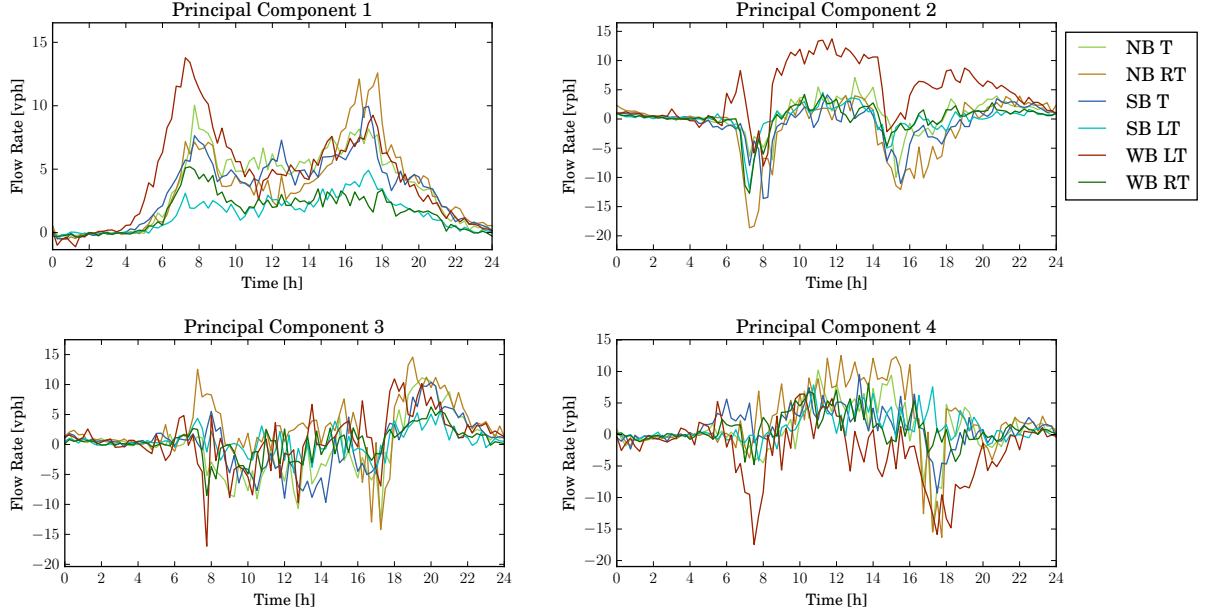 Principal Component 1
Flow Rate [vph]
15
10
5
0
0 2 4 6 8 10 12 14 16 18 20 22 24
Time [h]
Principal Component 2
Flow Rate [vph]
15
10
5
0
−5
−10
−15
−20
0 2 4 6 8 10 12 14 16 18 20 22 24
Time [h]
NB T
NB RT
SB T
SB LT
WB LT
WB RT
Principal Component 3
Flow Rate [vph]
15
10
5
0
−5
−10
−15
−20
0 2 4 6 8 10 12 14 16 18 20 22 24
Time [h]
Principal Component 4
Flow Rate [vph]
15
10
5
0
−5
−10
−15
−20
0 2 4 6 8 10 12 14 16 18 20 22 24
Time [h]